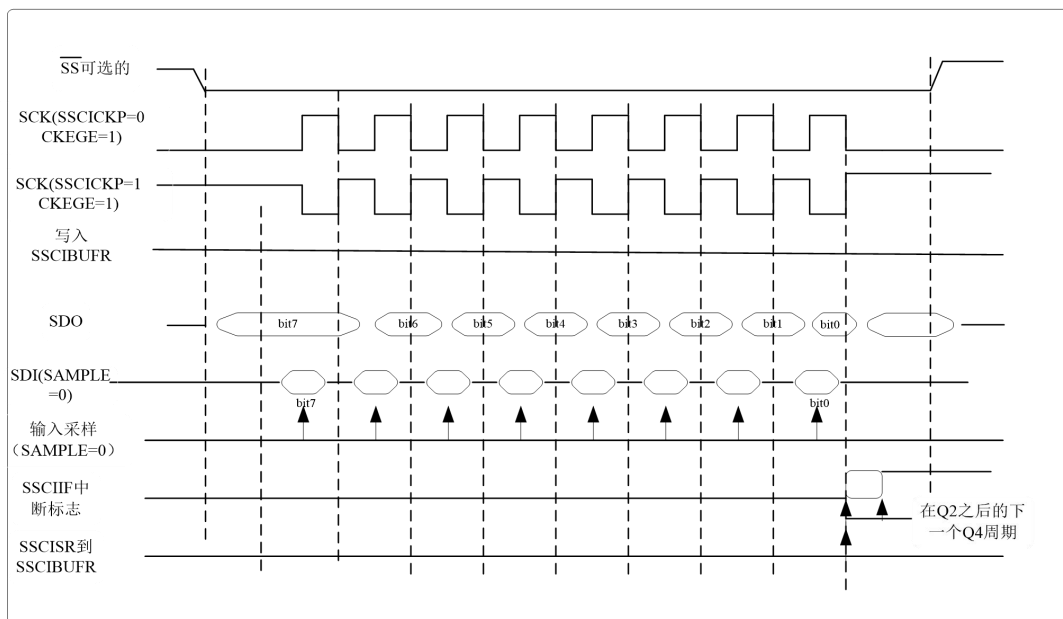 SS可选的
SCK(SSCICKP=0
CKEGE=1)
SCK(SSCICKP=1
CKEGE=1)
写入
SSCIBUFR
SDO
bit7
bit6
bit5
bit4
bit3
bit2
bit1
bit0
SDI(SAMPLE
=0)
bit7
bit0
输入采样
（SAMPLE=0）
SSCIIF中
断标志
在Q2之后的下
一个Q4周期
SSCISR到
SSCIBUFR